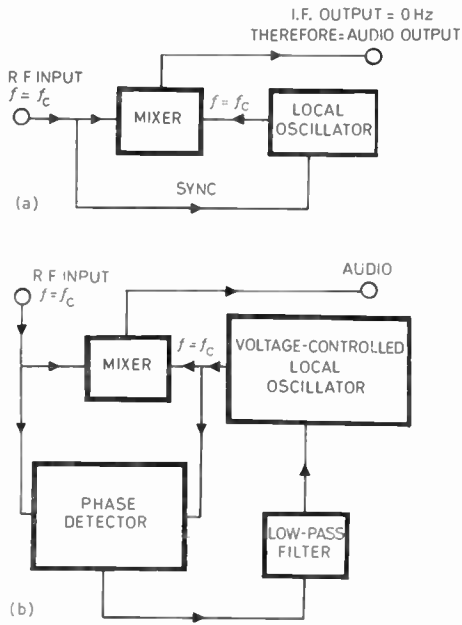 I.F. OUTPUT = 0 Hz
THEREFORE = AUDIO OUTPUT
R F INPUT
f = fc
MIXER
f = fc
LOCAL
OSCILLATOR
SYNC
(a)
R F INPUT
f = fc
AUDIO
MIXER
f = fc
VOLTAGE-CONTROLLED
LOCAL
OSCILLATOR
PHASE
DETECTOR
LOW-PASS
FILTER
(b)